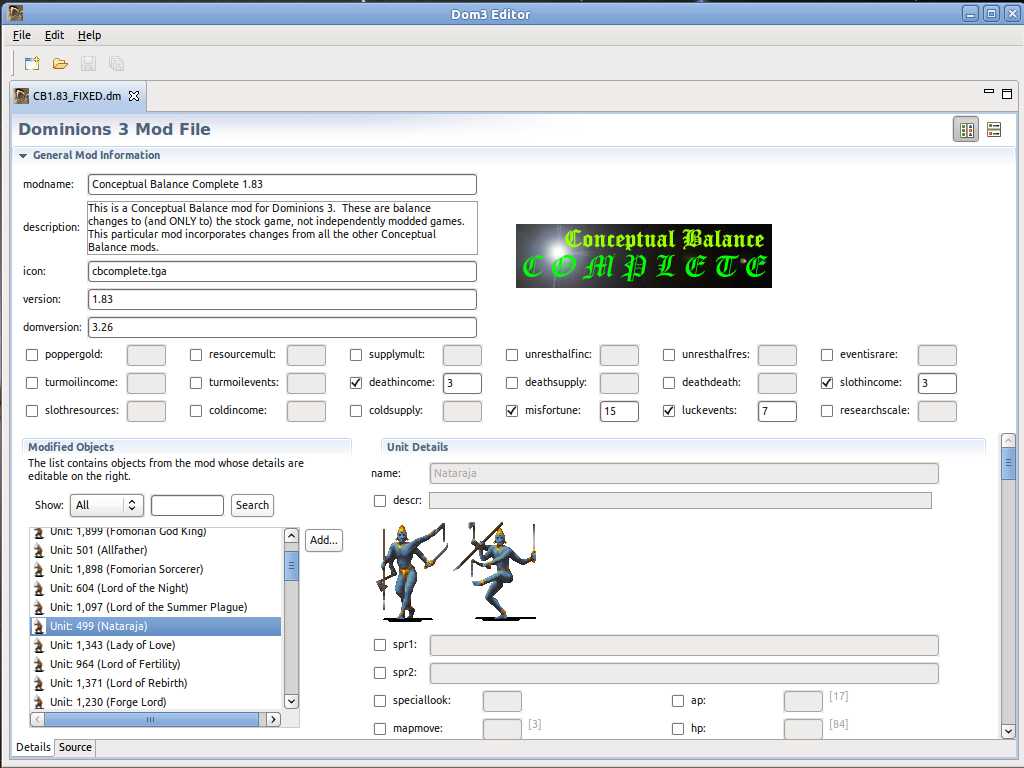 Dom3 Editor
File Edit Help
CB1.83_FIXED.dm
Dominions 3 Mod File
General Mod Information
modname: Conceptual Balance Complete 1.83
description: This is a Conceptual Balance mod for Dominions 3.  These are balance
changes to (and ONLY to) the stock game, not independently modded games.
This particular mod incorporates changes from all the other Conceptual
Balance mods.
Conceptual Balance
COMPLETE
icon: cbcomplete.tga
version: 1.83
domversion: 3.26
poppergold: resourcemult: supplymult: unresthalfinc: unresthalfres: eventisrare:
turmoilincome: turmoilevents: deathincome: 3 deathsupply: deathdeath: slothincome: 3
slothresources: coldincome: coldsupply: misfortune: 15 luckevents: 7 researchscale:
Modified Objects
The list contains objects from the mod whose details are
editable on the right.
Show: All Search
Unit: 1,899 (Fomorian God King)
Unit: 501 (Allfather)
Unit: 1,898 (Fomorian Sorcerer)
Unit: 604 (Lord of the Night)
Unit: 1,097 (Lord of the Summer Plague)
Unit: 499 (Nataraja)
Unit: 1,343 (Lady of Love)
Unit: 964 (Lord of Fertility)
Unit: 1,371 (Lord of Rebirth)
Unit: 1,230 (Forge Lord)
Add...
Unit Details
name: Nataraja
descr:
spr1:
spr2:
speciallook: ap: [17]
mapmove: [3] hp: [84]
Details Source